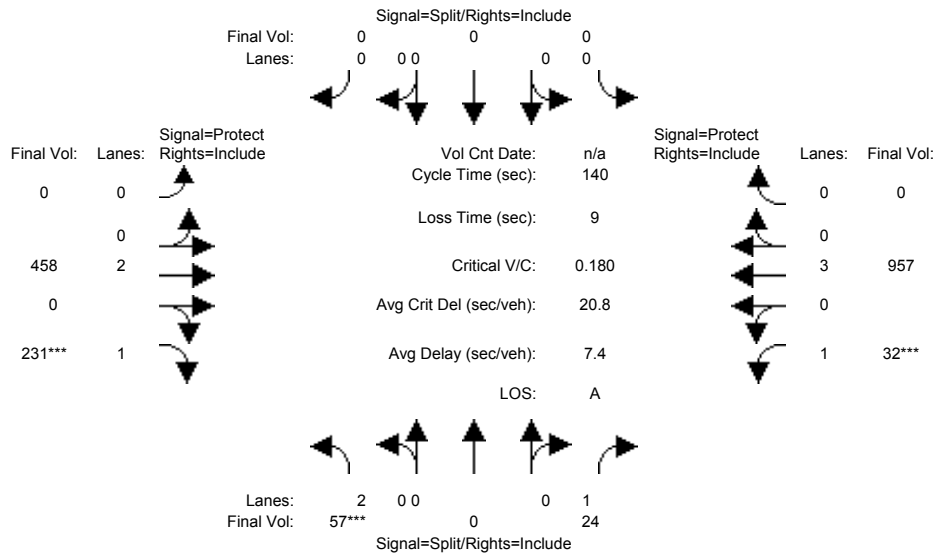 Signal=Split/Rights=Include
Final Vol: 0 0 0
Lanes: 0 0 0 0 0
Signal=Protect Signal=Protect
Final Vol: Lanes: Rights=Include Vol Cnt Date: n/a Rights=Include Lanes: Final Vol:
Cycle Time (sec): 140
0 0 0 0
Loss Time (sec): 9
0 0
458 2 Critical V/C: 0.180 3 957
0 Avg Crit Del (sec/veh): 20.8 0
231*** 1 Avg Delay (sec/veh): 7.4 1 32***
LOS: A
Lanes: 2 0 0 0 1
Final Vol: 57*** 0 24
Signal=Split/Rights=Include